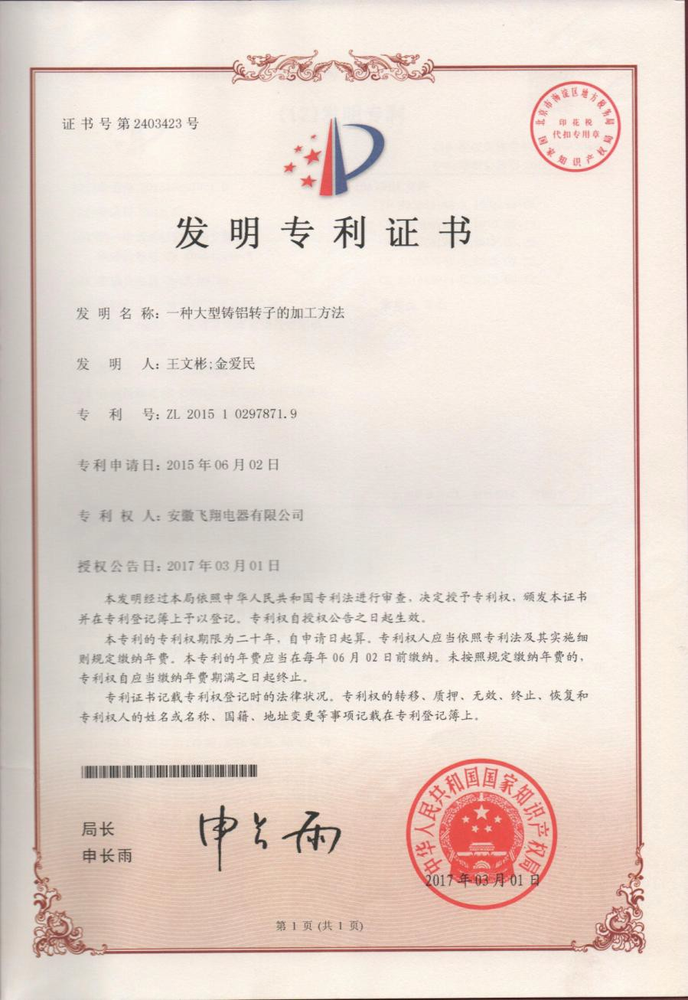 证书号第2403423号
北京市海淀区地方税务局
印花税
代扣专用章
国家知识产权局
发明专利证书
发明名称：一种大型铸铝转子的加工方法
发明人：王文彬;金爱民
专利号：ZL 2015 1 0297871.9
专利申请日：2015年06月02日
专利权人：安徽飞翔电器有限公司
授权公告日：2017年03月01日
本发明经过本局依照中华人民共和国专利法进行审查，决定授予专利权，颁发本证书
并在专利登记簿上予以登记。专利权自授权公告之日起生效。
本专利的专利权期限为二十年，自申请日起算。专利权人应当依照专利法及其实施细
则规定缴纳年费。本专利的年费应当在每年06月02日前缴纳。未按照规定缴纳年费的，
专利权自应当缴纳年费期满之日起终止。
专利证书记载专利权登记时的法律状况。专利权的转移、质押、无效、终止、恢复和
专利权人的姓名或名称、国籍、地址变更等事项记载在专利登记簿上。
局长
申长雨
申长雨
中华人民共和国国家知识产权局
2017年03月01日
第1页(共1页)